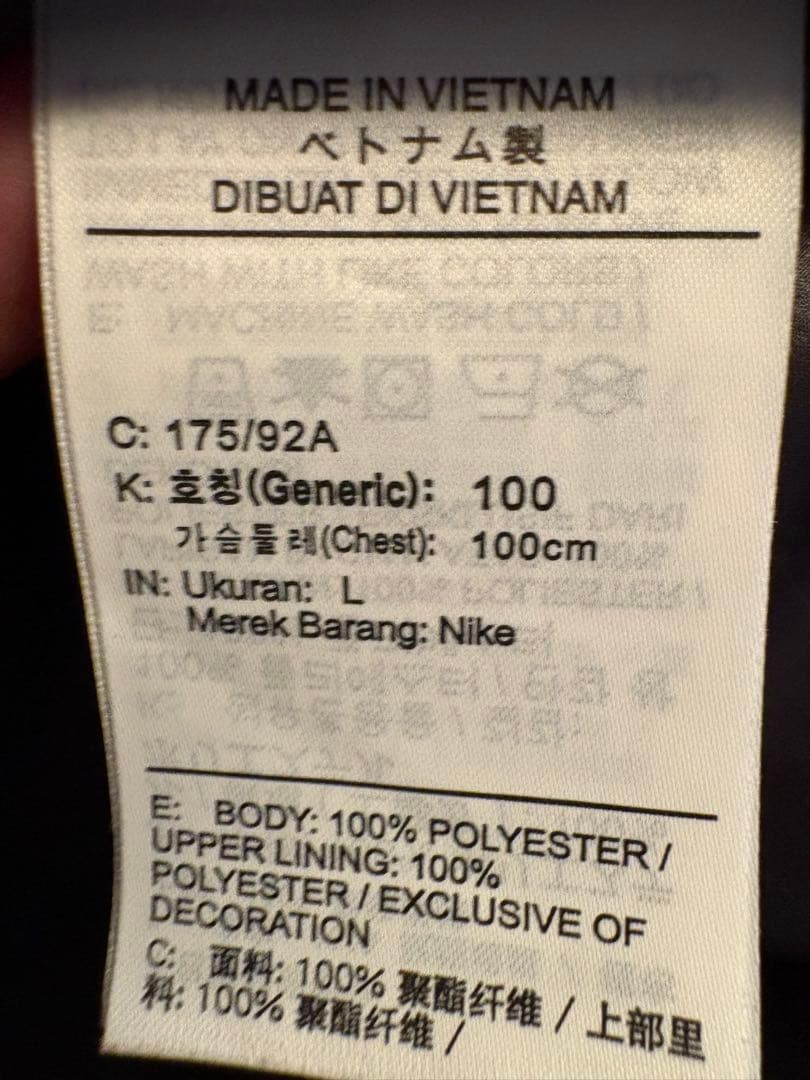 MADE IN VIETNAM
ベトナム製
DIBUAT DI VIETNAM
C: 175/92A
K: 호칭(Generic): 100
가슴둘레(Chest): 100cm
IN: Ukuran: L
Merek Barang: Nike
E: BODY: 100% POLYESTER /
UPPER LINING: 100%
POLYESTER / EXCLUSIVE OF
DECORATION
C: 面料: 100% 聚酯纤维 / 上部里
料: 100% 聚酯纤维 /